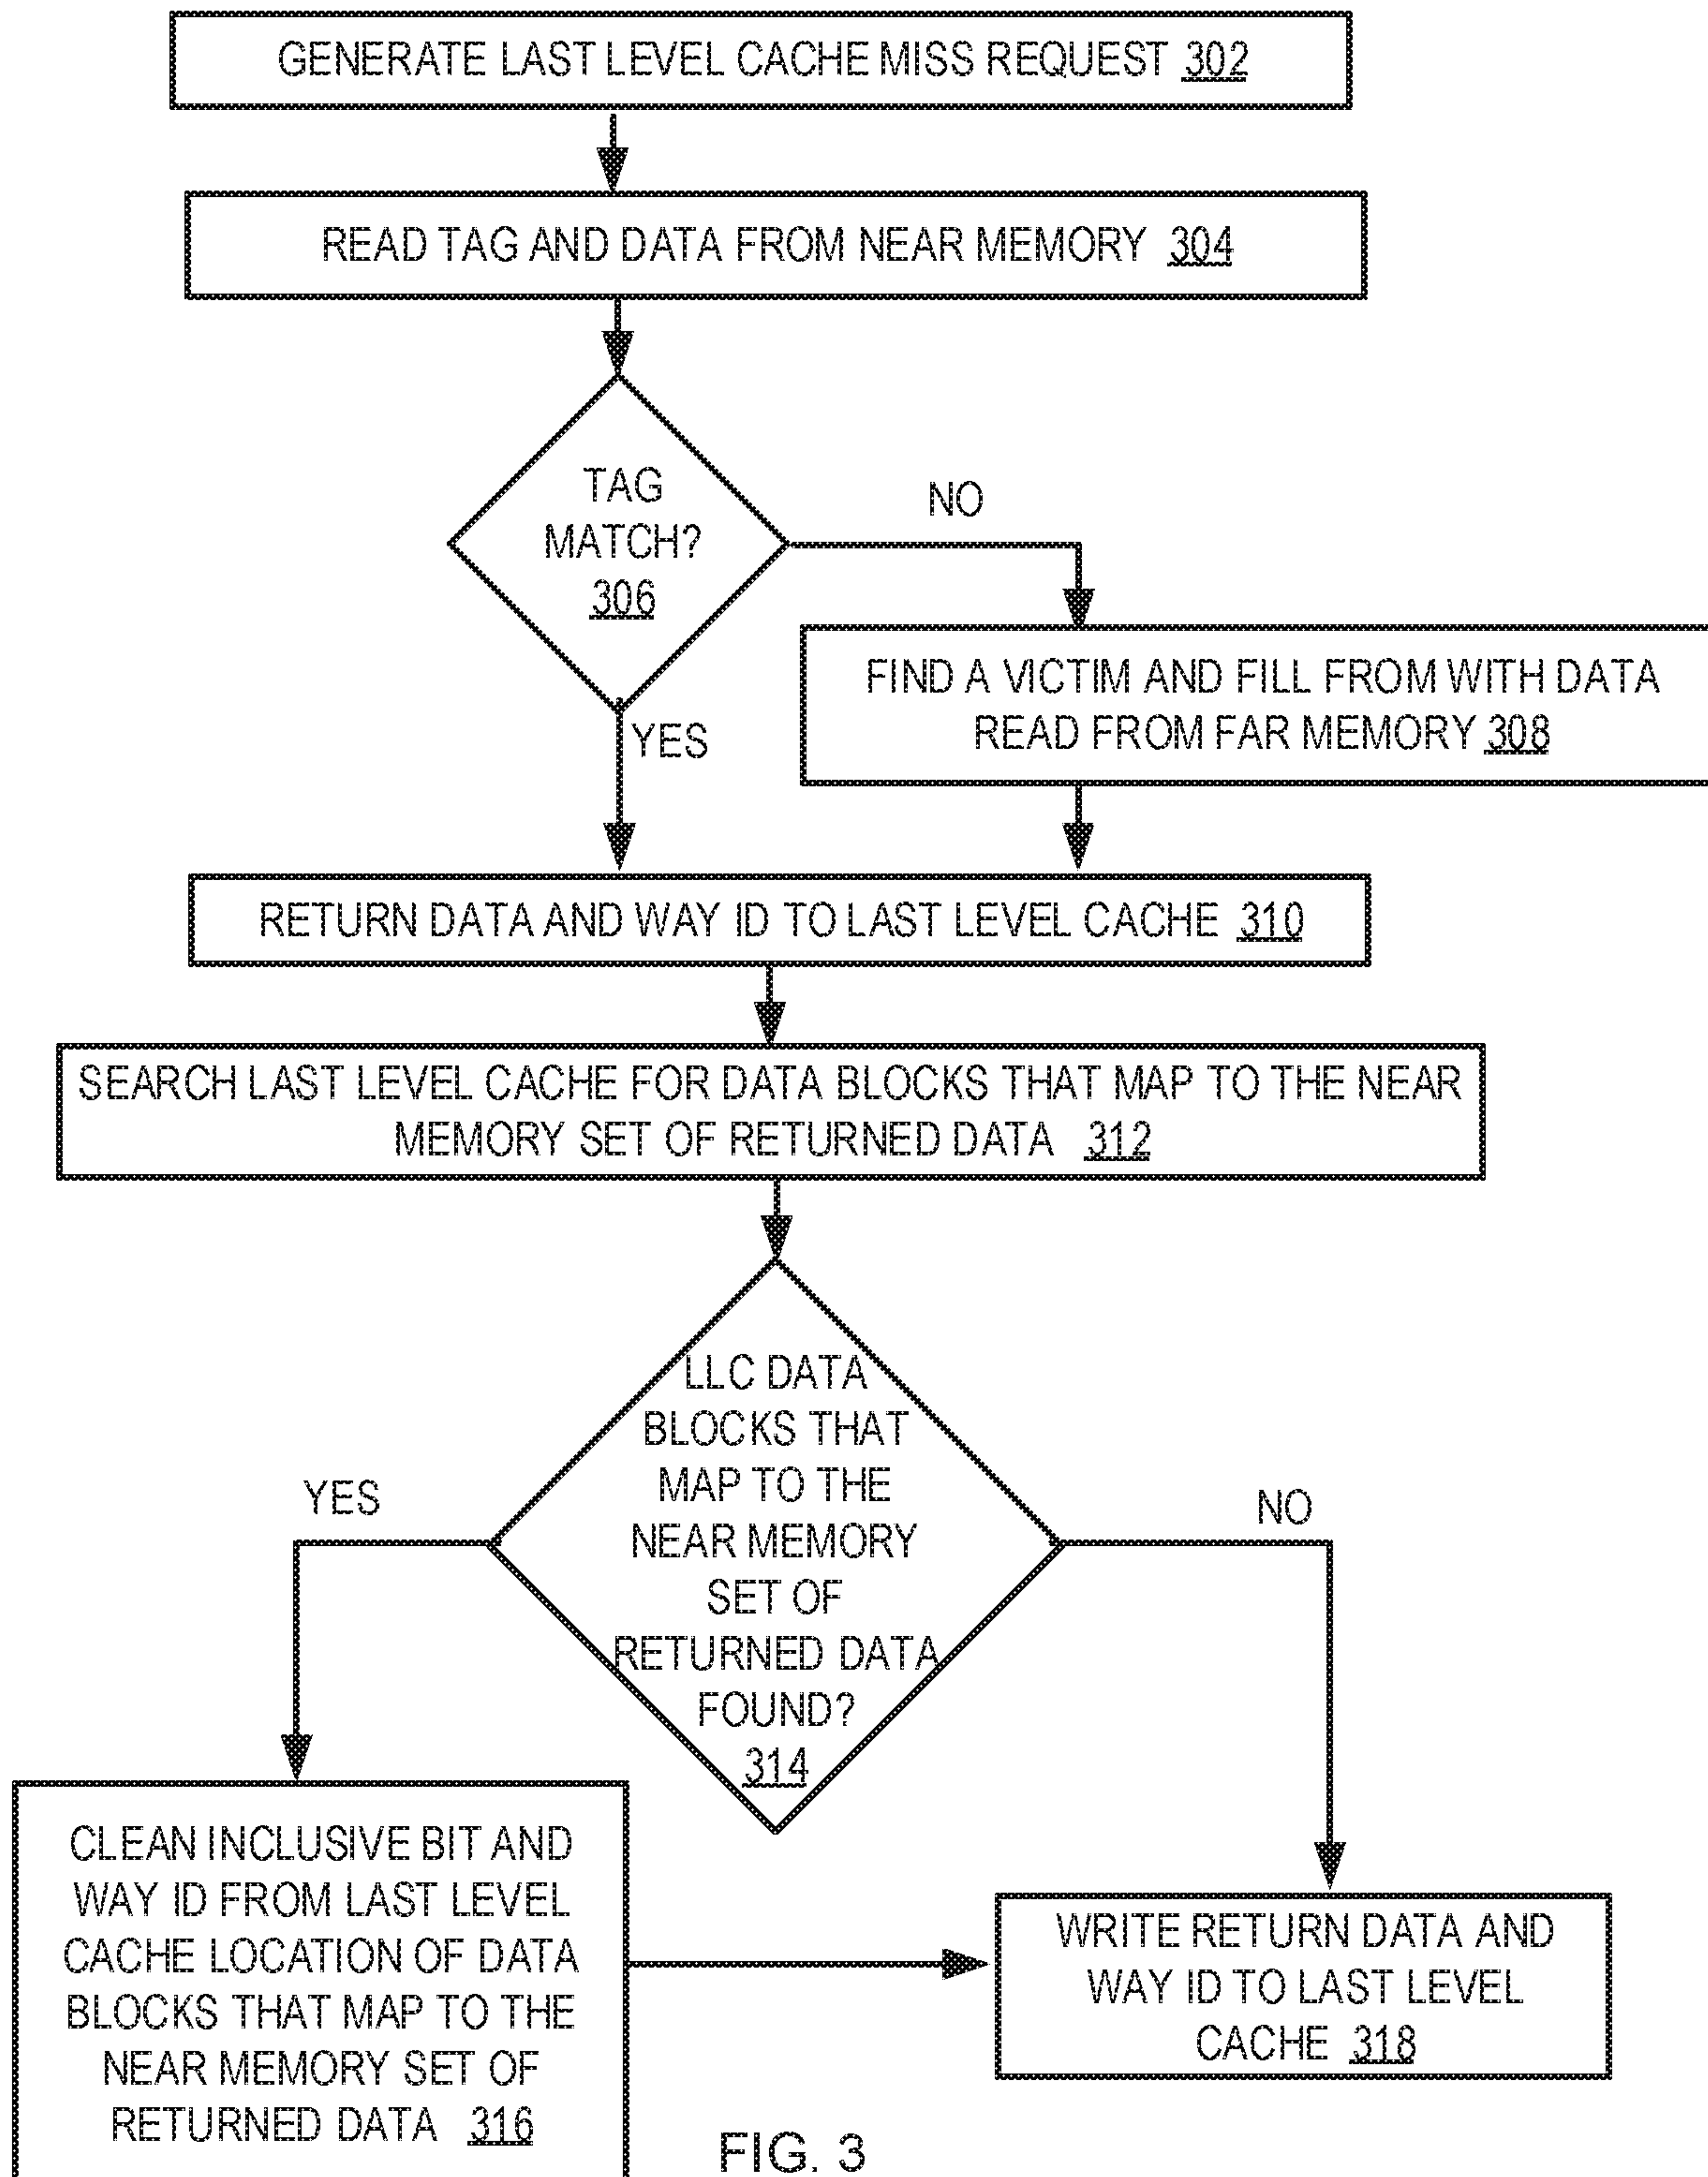 GENERATE LAST LEVEL CACHE MISS REQUEST 302
READ TAG AND DATA FROM NEAR MEMORY 304
TAG
MATCH?
306
NO
YES
FIND A VICTIM AND FILL FROM WITH DATA
READ FROM FAR MEMORY 308
RETURN DATA AND WAY ID TO LAST LEVEL CACHE 310
SEARCH LAST LEVEL CACHE FOR DATA BLOCKS THAT MAP TO THE NEAR
MEMORY SET OF RETURNED DATA 312
LLC DATA
BLOCKS THAT
MAP TO THE
NEAR MEMORY
SET OF
RETURNED DATA
FOUND?
314
YES
NO
CLEAN INCLUSIVE BIT AND
WAY ID FROM LAST LEVEL
CACHE LOCATION OF DATA
BLOCKS THAT MAP TO THE
NEAR MEMORY SET OF
RETURNED DATA 316
WRITE RETURN DATA AND
WAY ID TO LAST LEVEL
CACHE 318
FIG. 3